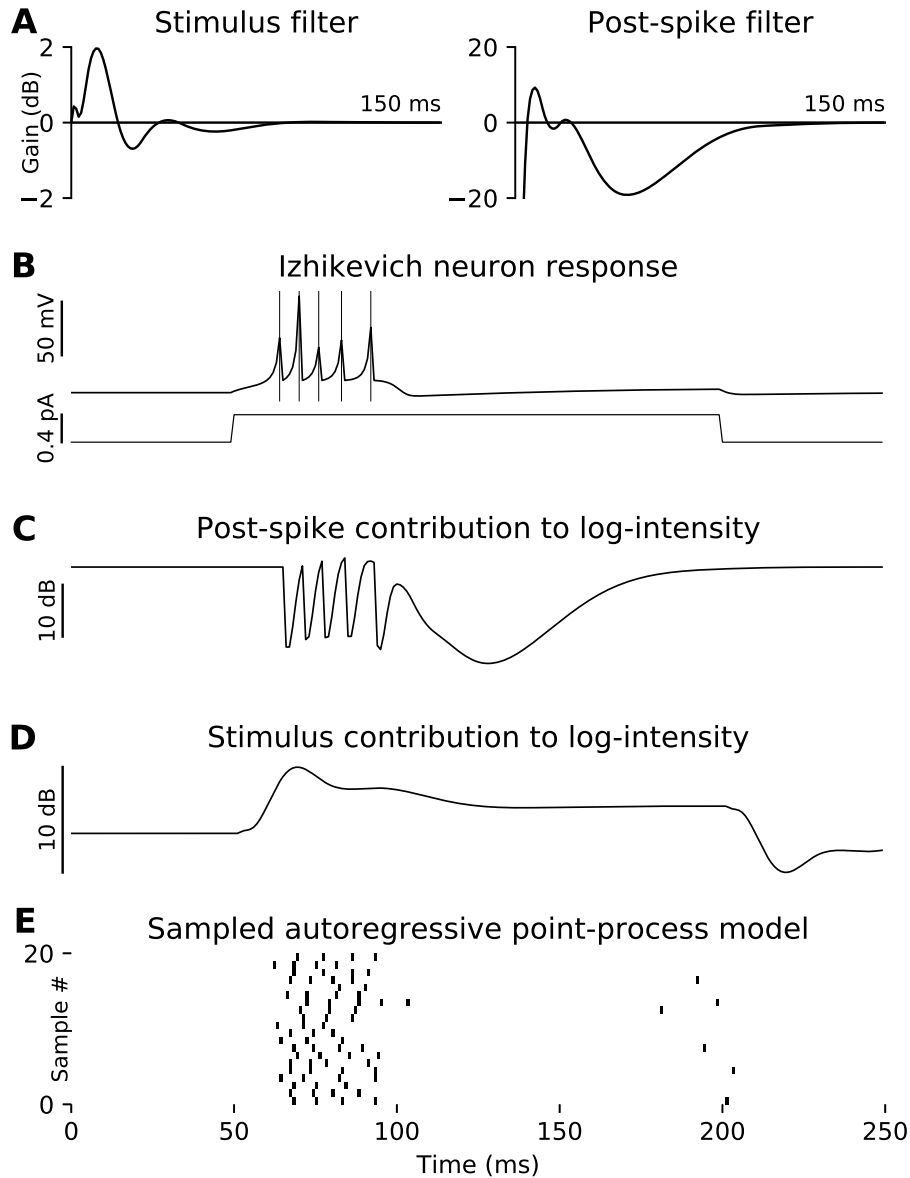 A
Stimulus filter
Post-spike filter
2
0
−2
Gain (dB)
150 ms
20
0
−20
150 ms
B
Izhikevich neuron response
50 mV
0.4 pA
C
Post-spike contribution to log-intensity
10 dB
D
Stimulus contribution to log-intensity
10 dB
E
Sampled autoregressive point-process model
20
Sample #
0
0 50 100 150 200 250
Time (ms)